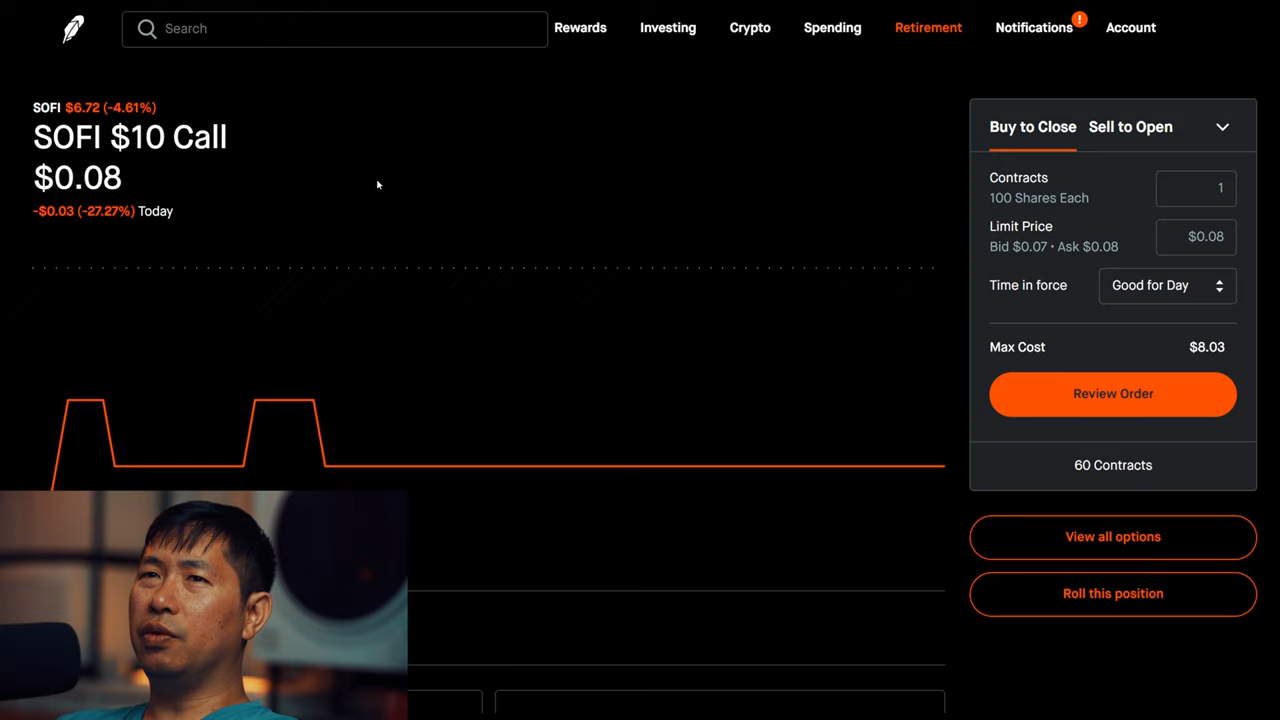 Search
Rewards
Investing
Crypto
Spending
Retirement
Notifications
!
Account
SOFI $6.72 (-4.61%)
SOFI $10 Call
$0.08
-$0.03 (-27.27%) Today
Buy to Close
Sell to Open
Contracts
100 Shares Each
1
Limit Price
Bid $0.07 • Ask $0.08
$0.08
Time in force
Good for Day
Max Cost
$8.03
Review Order
60 Contracts
View all options
Roll this position